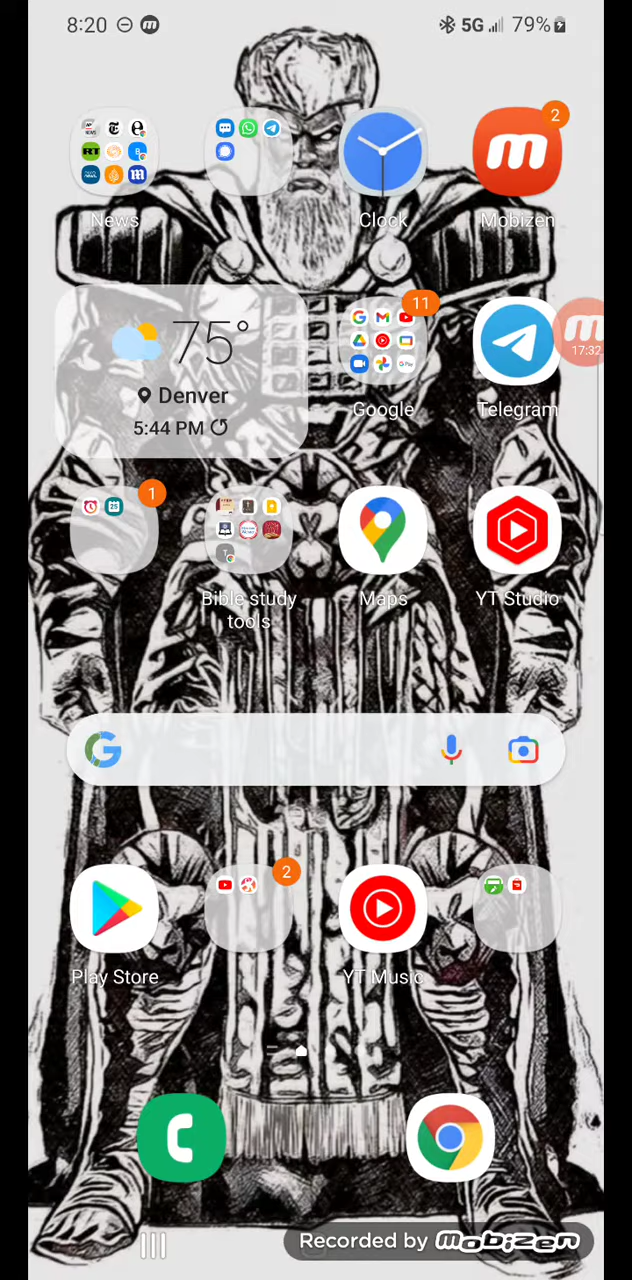 8:20
5G 79%
2
News
Clock
Mobizen
75°
Denver
5:44 PM
11
17:32
Google
Telegram
1
Bible study
tools
Maps
YT Studio
Play Store
2
YT Music
Recorded by mobizen